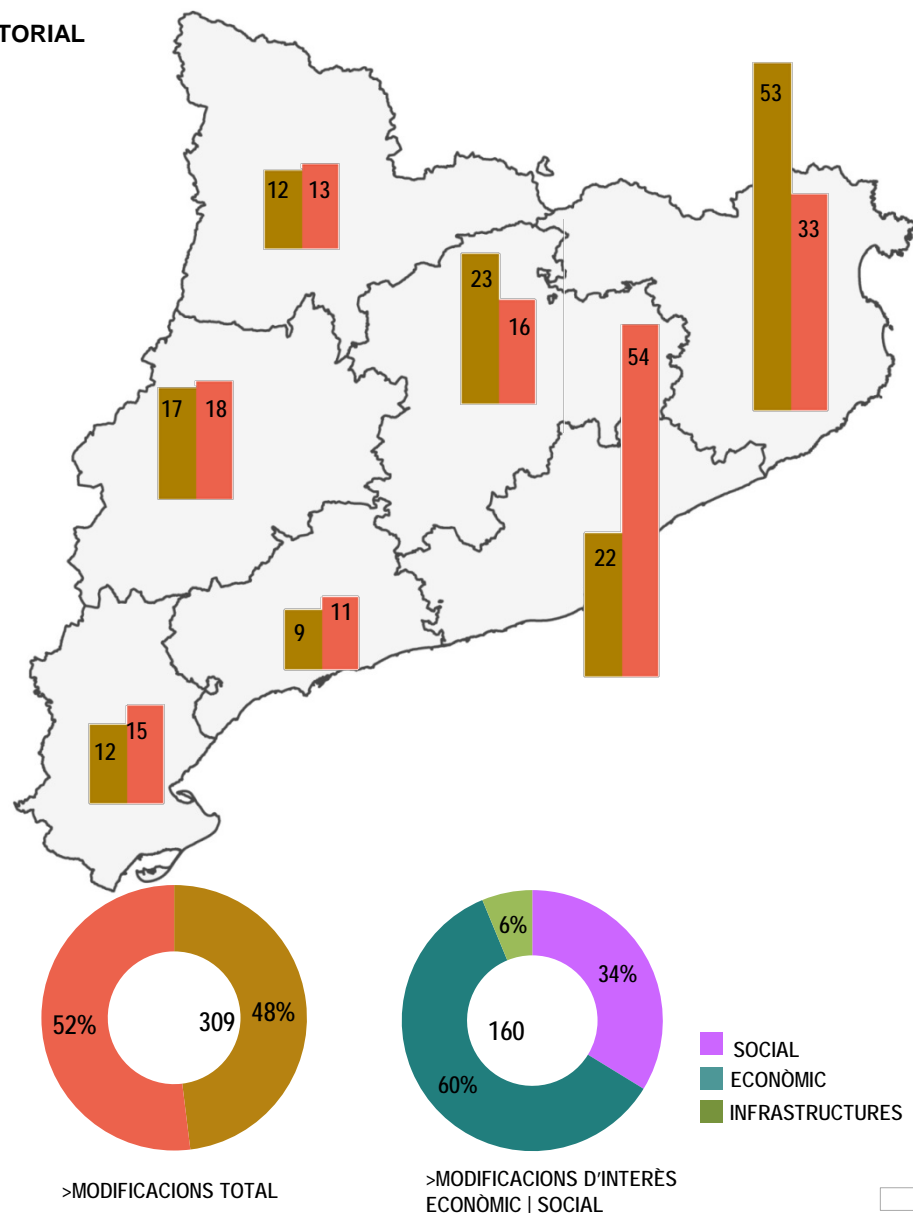 TORIAL
53
12 13
33
23
16
54
17 18
22
9 11
12 15
52% 309 48%
6%
34%
160
60%
SOCIAL
ECONÒMIC
INFRASTRUCTURES
>MODIFICACIONS TOTAL
>MODIFICACIONS D'INTERÈS
ECONÒMIC | SOCIAL